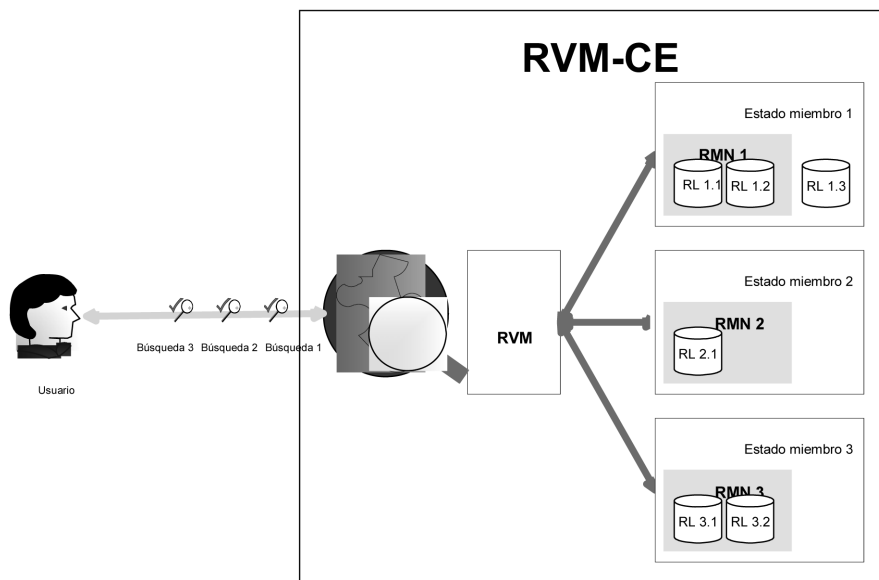 RVM-CE
Estado miembro 1
RMN 1
RL 1.1
RL 1.2
RL 1.3
Estado miembro 2
RMN 2
RL 2.1
RVM
Búsqueda 3
Búsqueda 2
Búsqueda 1
Usuario
Estado miembro 3
RMN 3
RL 3.1
RL 3.2